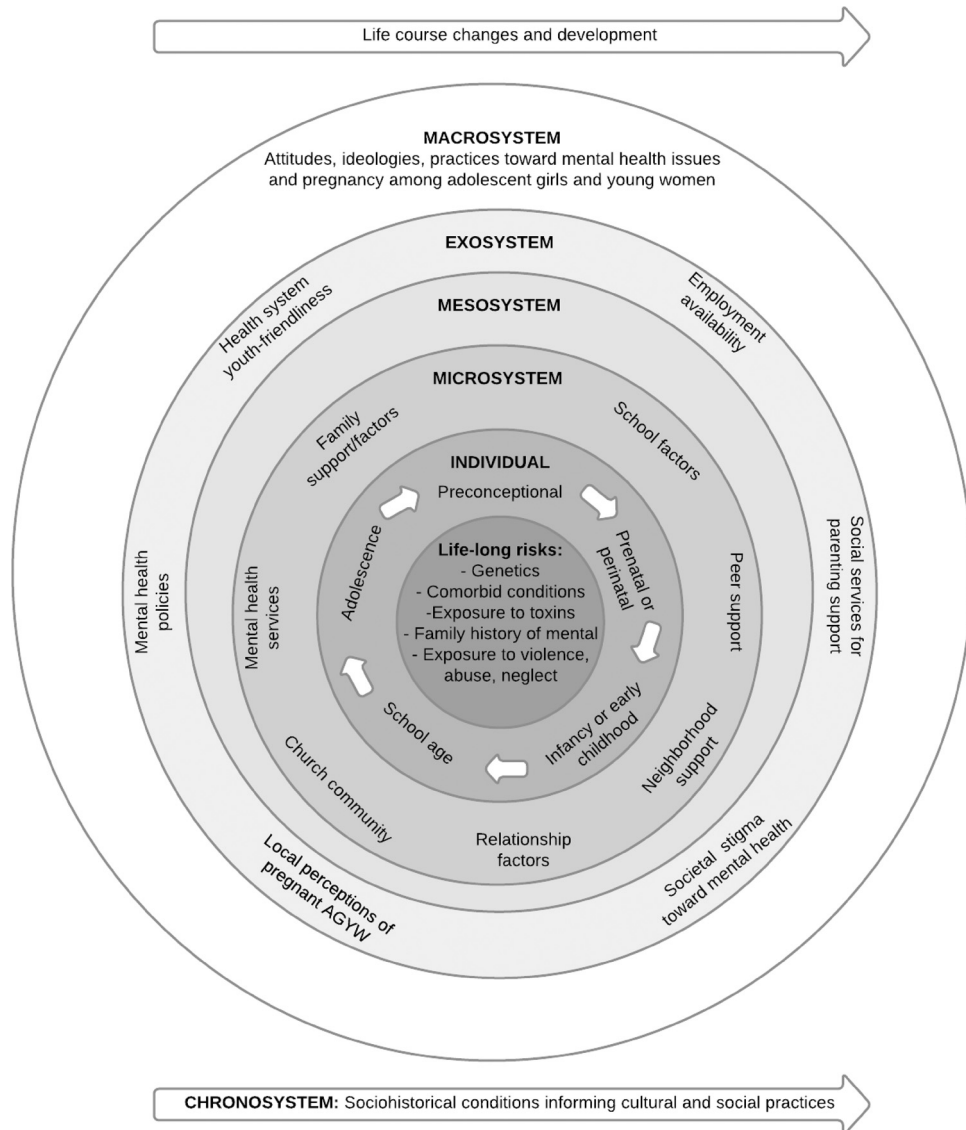 Life course changes and development
MACROSYSTEM
Attitudes, ideologies, practices toward mental health issues
and pregnancy among adolescent girls and young women
EXOSYSTEM
Health system
youth-friendliness
Employment
availability
MESOSYSTEM
MICROSYSTEM
Family
support/factors
School factors
INDIVIDUAL
Preconceptional
Adolescence
Prenatal or
perinatal
Life-long risks:
- Genetics
- Comorbid conditions
-Exposure to toxins
- Family history of mental
- Exposure to violence,
abuse, neglect
Mental health
policies
Mental health
services
Peer support
Social services for
parenting support
School age
Infancy or early
childhood
Church community
Neighborhood
support
Relationship
factors
Local perceptions of
pregnant AGYW
Societal stigma
toward mental health
CHRONOSYSTEM: Sociohistorical conditions informing cultural and social practices